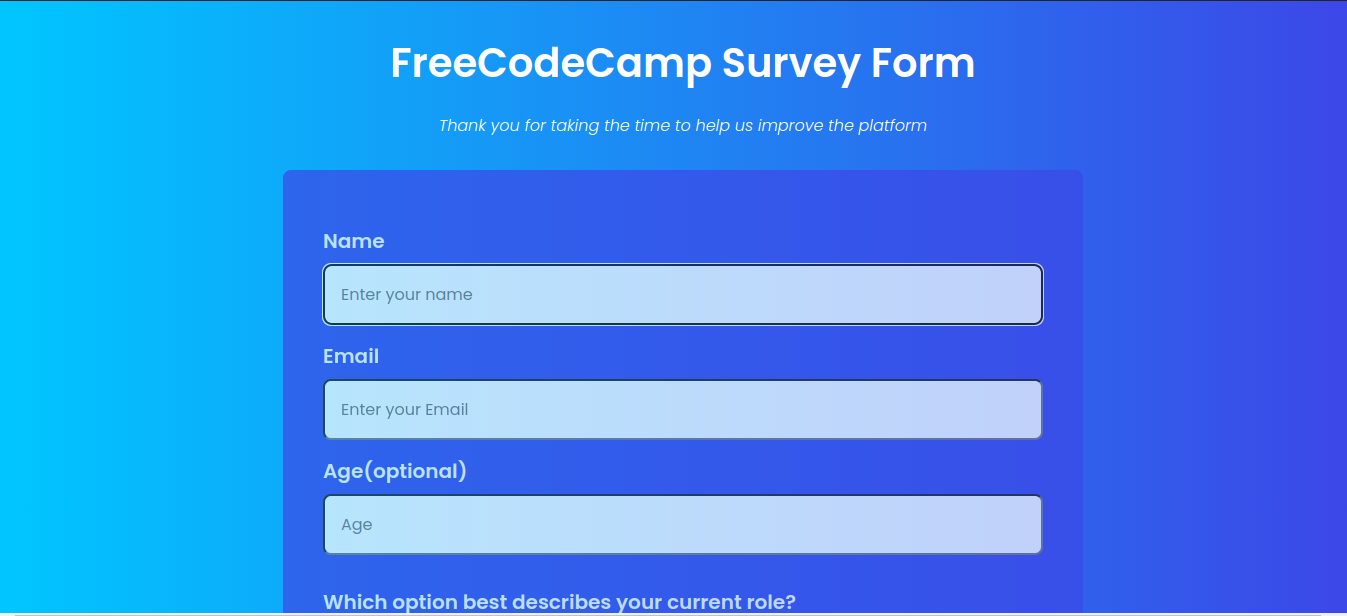 FreeCodeCamp Survey Form
Thank you for taking the time to help us improve the platform
Name
Enter your name
Email
Enter your Email
Age(optional)
Age
Which option best describes your current role?